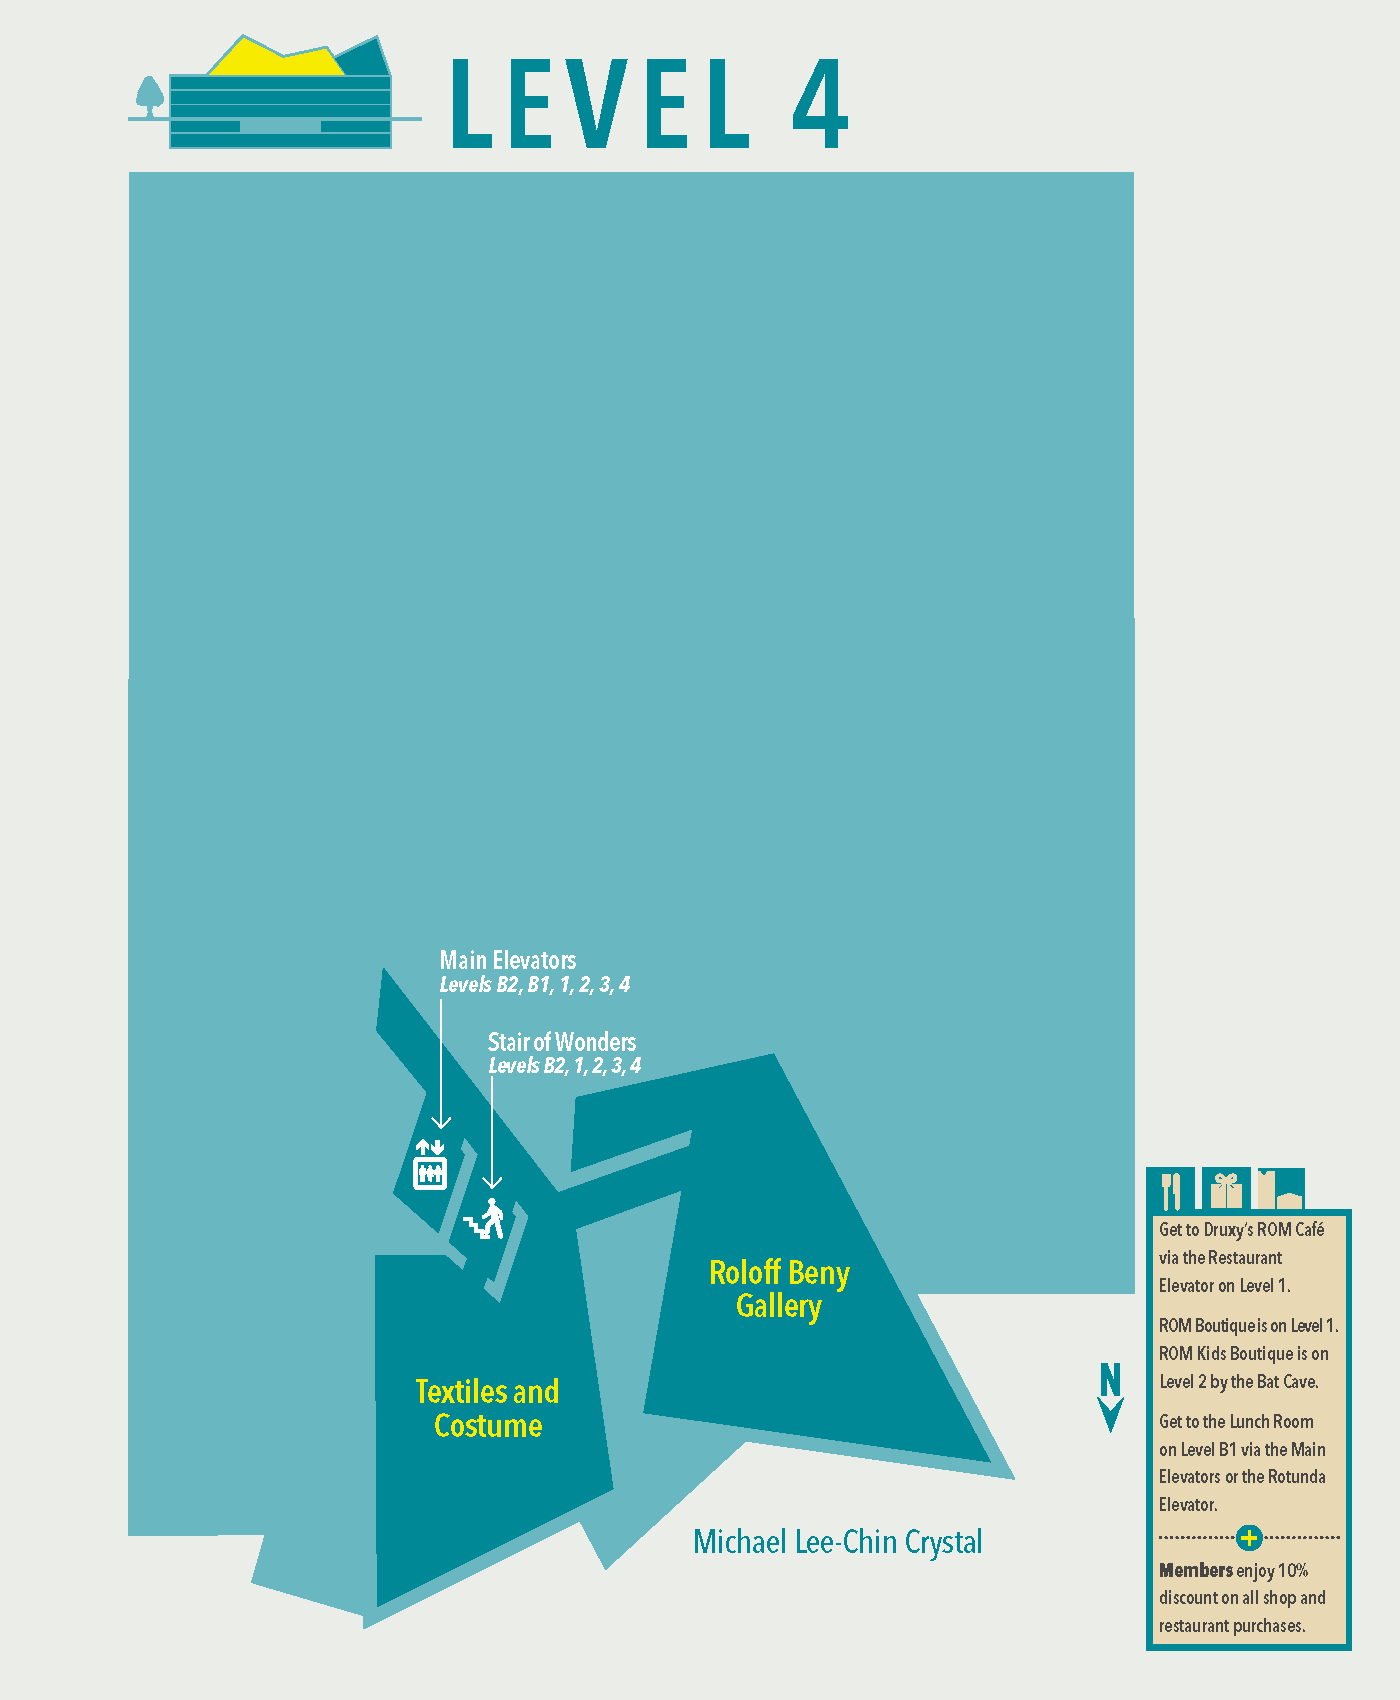 LEVEL 4
Main Elevators
Levels B2, B1, 1, 2, 3, 4
Stair of Wonders
Levels B2, 1, 2, 3, 4
Roloff Beny
Gallery
Textiles and
Costume
Michael Lee-Chin Crystal
N
Get to Druxy's ROM Café
via the Restaurant
Elevator on Level 1.
ROM Boutique is on Level 1.
ROM Kids Boutique is on
Level 2 by the Bat Cave.
Get to the Lunch Room
on Level B1 via the Main
Elevators or the Rotunda
Elevator.
Members enjoy 10%
discount on all shop and
restaurant purchases.